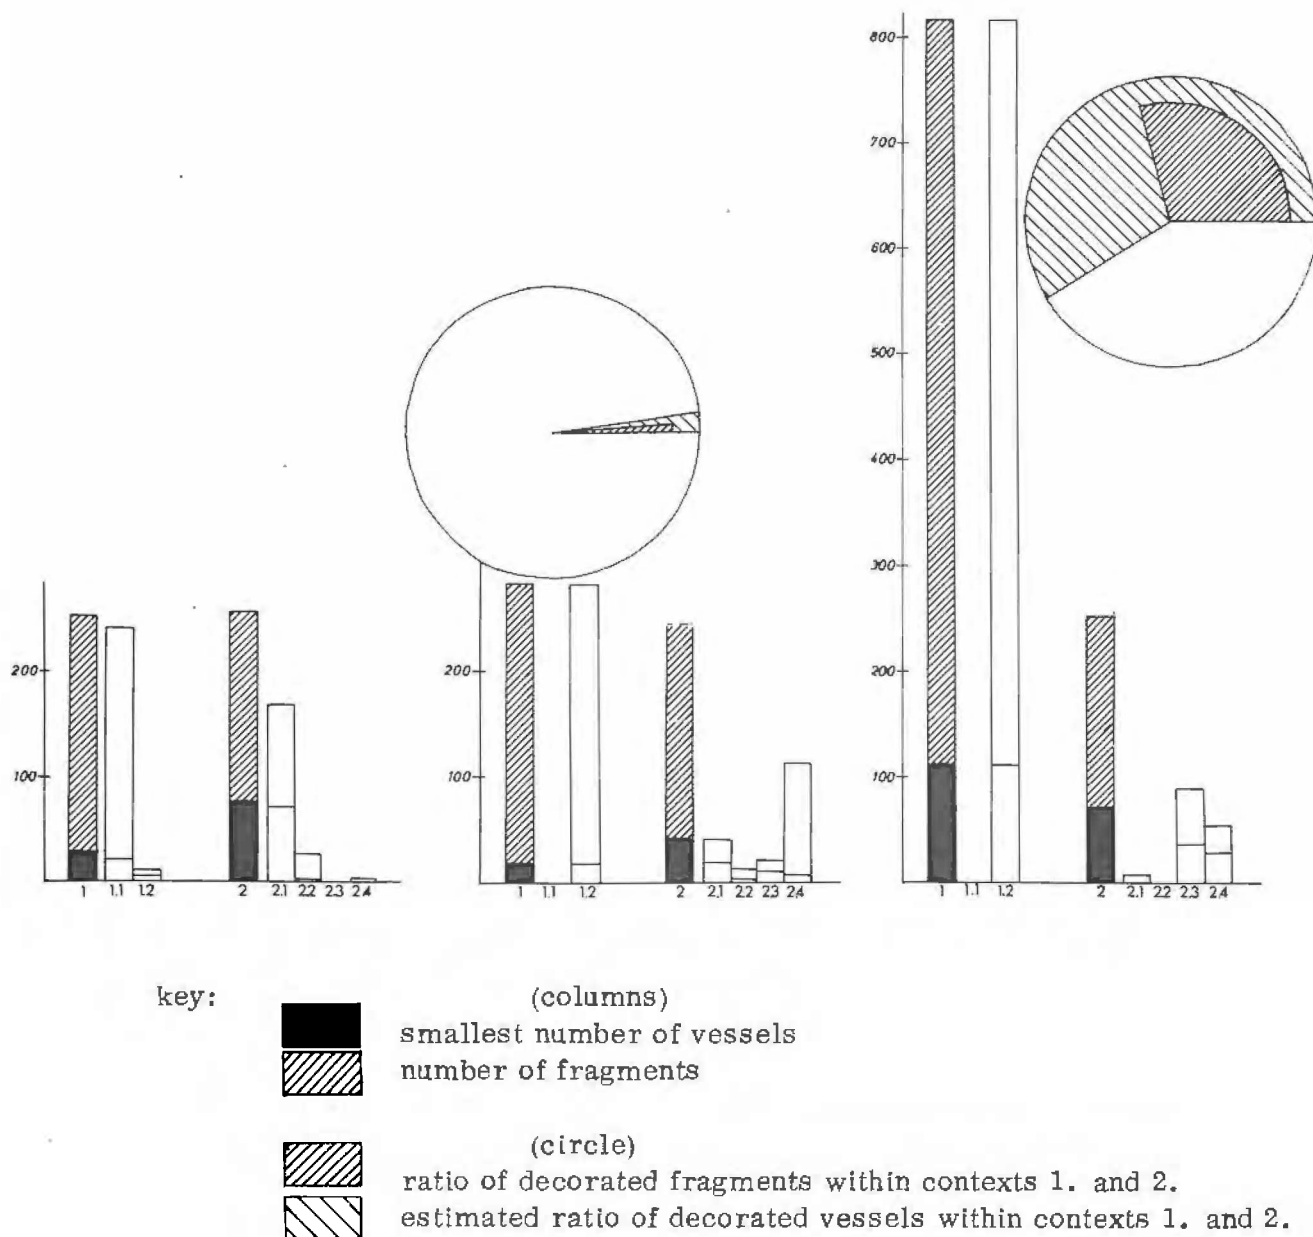 800
700
600
500
400
300
200
100
200
100
200
100
1 1.1 1.2 2 2.1 2.2 2.3 2.4
1 1.1 1.2 2 2.1 2.2 2.3 2.4
1 1.1 1.2 2 2.1 2.2 2.3 2.4
key:
(columns)
smallest number of vessels
number of fragments
(circle)
ratio of decorated fragments within contexts 1. and 2.
estimated ratio of decorated vessels within contexts 1. and 2.